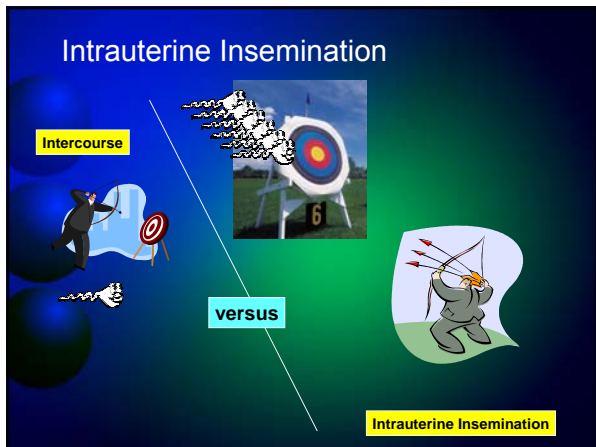 Intrauterine Insemination
Intercourse
6
versus
Intrauterine Insemination